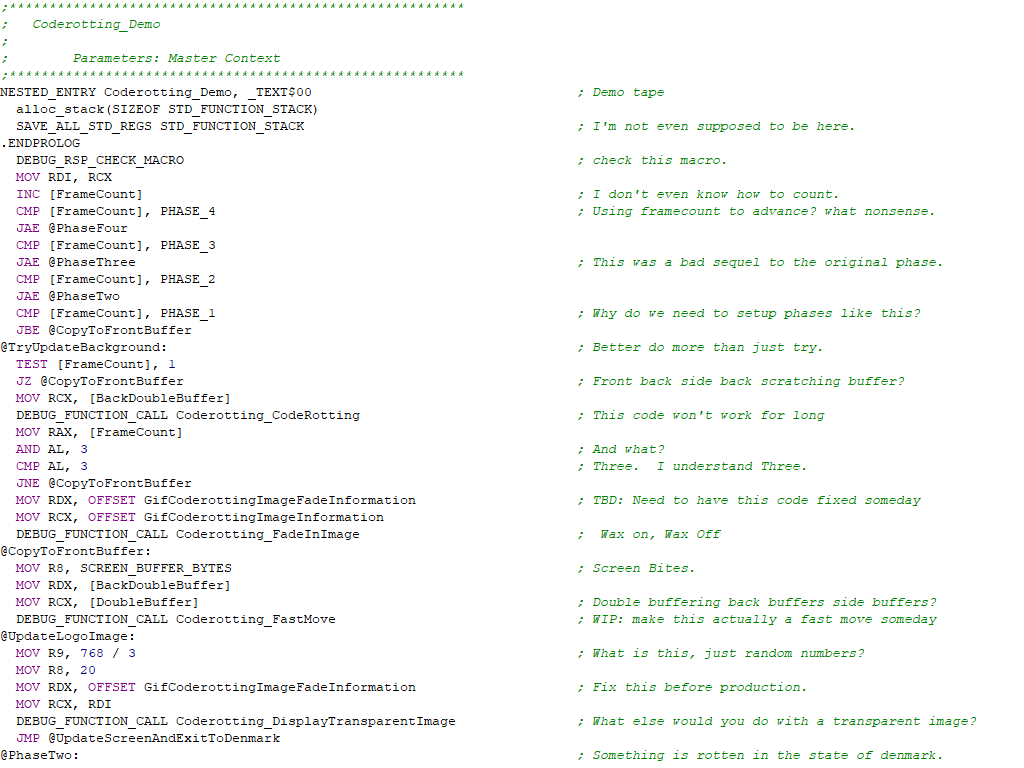 ;*********************************************************
;   Coderotting_Demo
;
;        Parameters: Master Context
;*********************************************************
NESTED_ENTRY Coderotting_Demo, _TEXT$00                                 ; Demo tape
  alloc_stack(SIZEOF STD_FUNCTION_STACK)
  SAVE_ALL_STD_REGS STD_FUNCTION_STACK                                  ; I'm not even supposed to be here.
.ENDPROLOG
  DEBUG_RSP_CHECK_MACRO                                                 ; check this macro.
  MOV RDI, RCX
  INC [FrameCount]                                                      ; I don't even know how to count.
  CMP [FrameCount], PHASE_4                                             ; Using framecount to advance? what nonsense.
  JAE @PhaseFour
  CMP [FrameCount], PHASE_3
  JAE @PhaseThree                                                       ; This was a bad sequel to the original phase.
  CMP [FrameCount], PHASE_2
  JAE @PhaseTwo
  CMP [FrameCount], PHASE_1                                             ; Why do we need to setup phases like this?
  JBE @CopyToFrontBuffer
@TryUpdateBackground:                                                   ; Better do more than just try.
  TEST [FrameCount], 1
  JZ @CopyToFrontBuffer                                                 ; Front back side back scratching buffer?
  MOV RCX, [BackDoubleBuffer]
  DEBUG_FUNCTION_CALL Coderotting_CodeRotting                           ; This code won't work for long
  MOV RAX, [FrameCount]
  AND AL, 3                                                             ; And what?
  CMP AL, 3                                                             ; Three.  I understand Three.
  JNE @CopyToFrontBuffer
  MOV RDX, OFFSET GifCoderottingImageFadeInformation                    ; TBD: Need to have this code fixed someday
  MOV RCX, OFFSET GifCoderottingImageInformation
  DEBUG_FUNCTION_CALL Coderotting_FadeInImage                           ;  Wax on, Wax Off
@CopyToFrontBuffer:
  MOV R8, SCREEN_BUFFER_BYTES                                           ; Screen Bites.
  MOV RDX, [BackDoubleBuffer]
  MOV RCX, [DoubleBuffer]                                               ; Double buffering back buffers side buffers?
  DEBUG_FUNCTION_CALL Coderotting_FastMove                              ; WIP: make this actually a fast move someday
@UpdateLogoImage:
  MOV R9, 768 / 3                                                       ; What is this, just random numbers?
  MOV R8, 20
  MOV RDX, OFFSET GifCoderottingImageFadeInformation                    ; Fix this before production.
  MOV RCX, RDI
  DEBUG_FUNCTION_CALL Coderotting_DisplayTransparentImage               ; What else would you do with a transparent image?
  JMP @UpdateScreenAndExitToDenmark
@PhaseTwo:                                                              ; Something is rotten in the state of denmark.